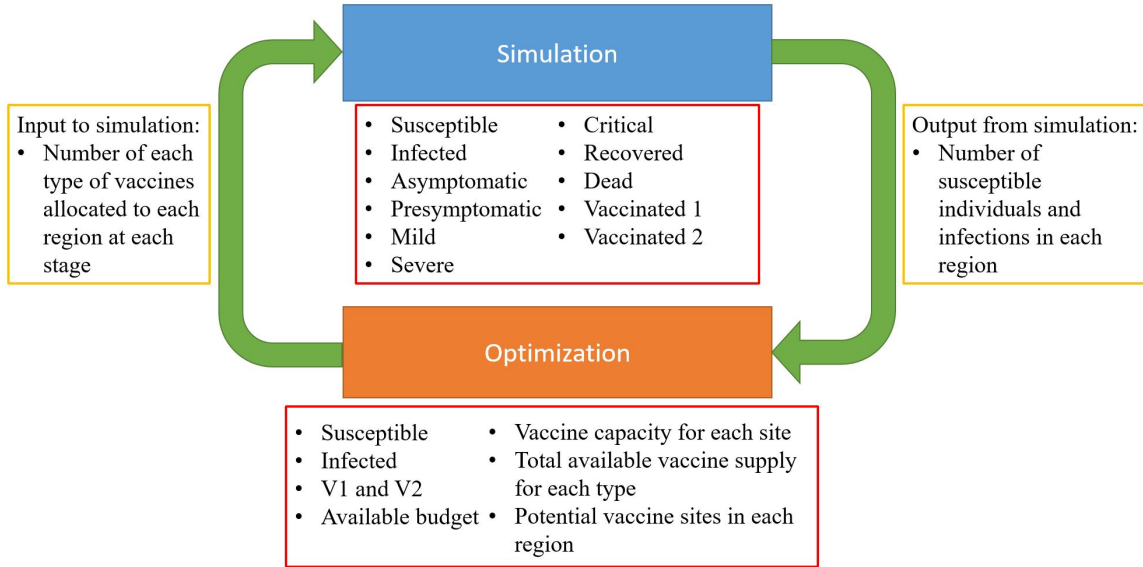 Simulation
Input to simulation:
• Number of each
type of vaccines
allocated to each
region at each
stage
• Susceptible
• Infected
• Asymptomatic
• Presymptomatic
• Mild
• Severe
• Critical
• Recovered
• Dead
• Vaccinated 1
• Vaccinated 2
Output from simulation:
• Number of
susceptible
individuals and
infections in each
region
Optimization
• Susceptible
• Infected
• V1 and V2
• Available budget
• Vaccine capacity for each site
• Total available vaccine supply
for each type
• Potential vaccine sites in each
region